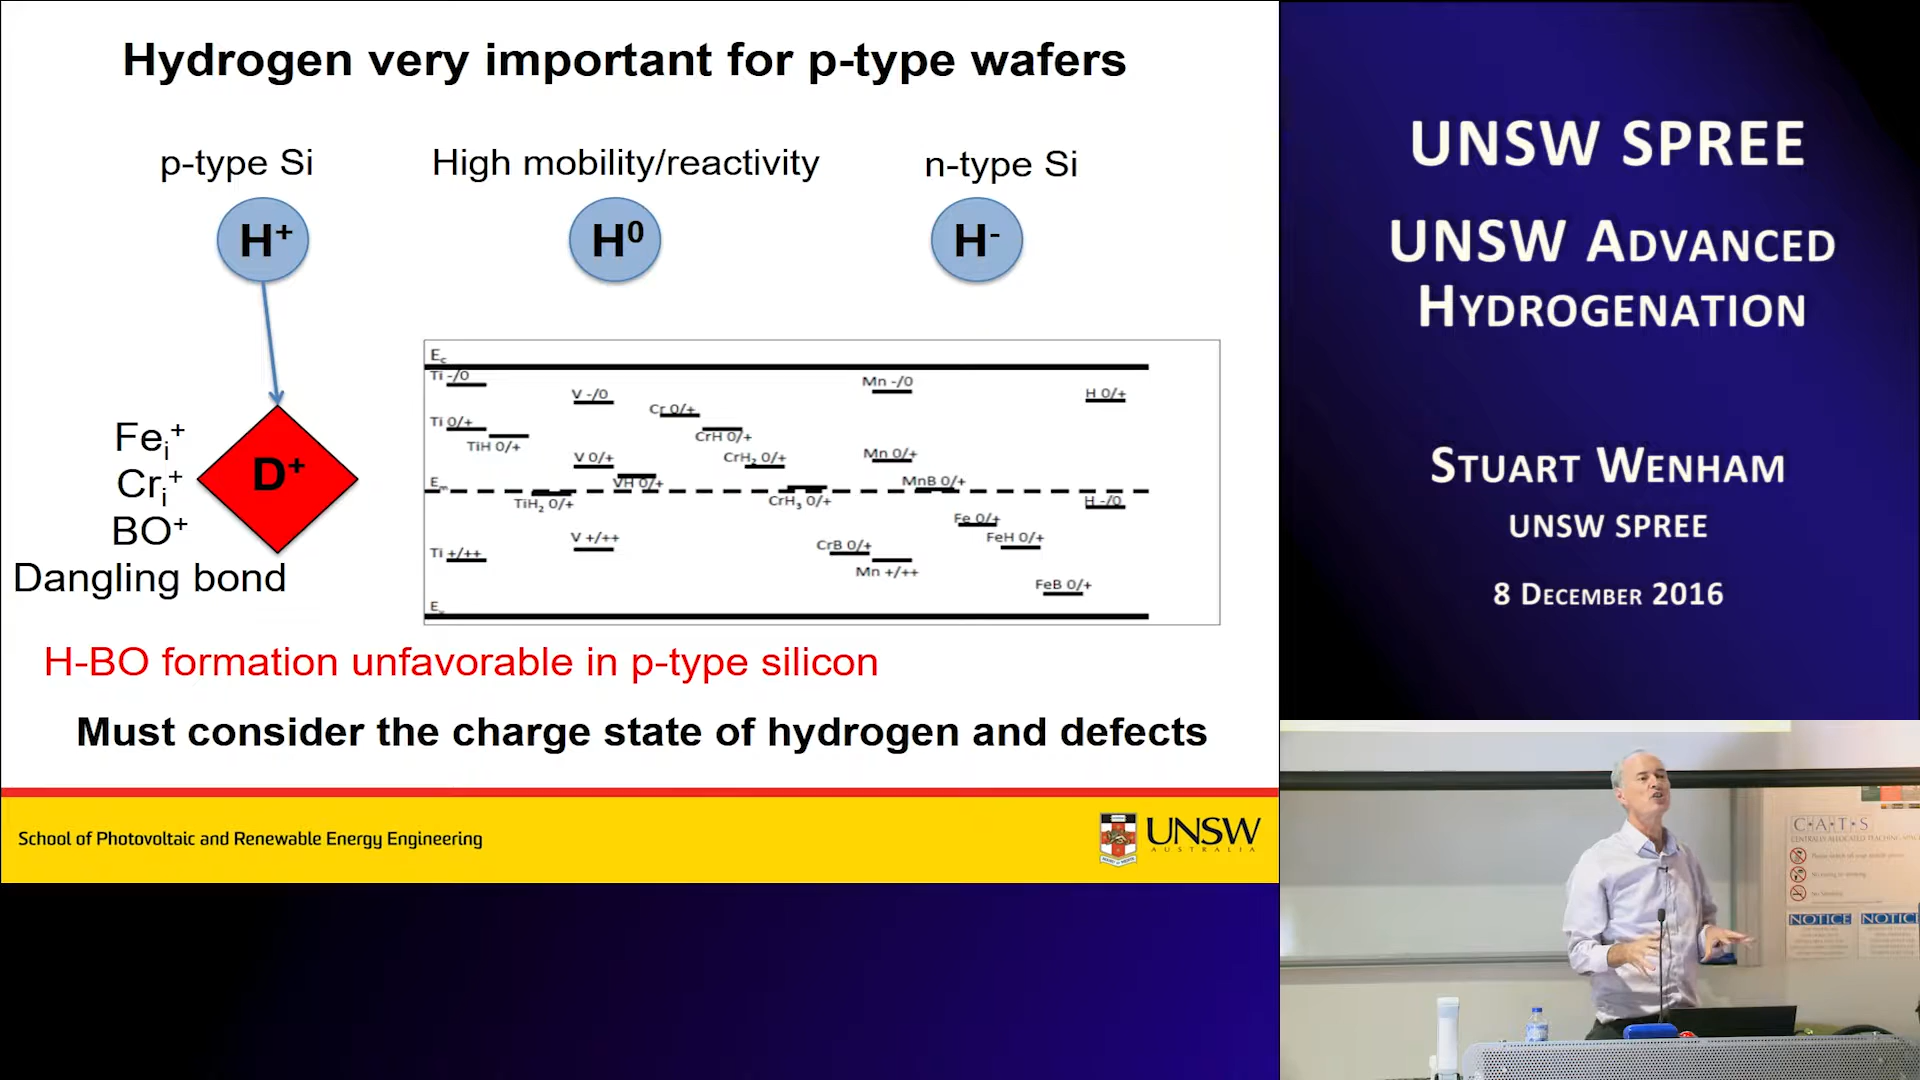 Hydrogen very important for p-type wafers
p-type Si
High mobility/reactivity
n-type Si
H⁺
H⁰
H⁻
Feᵢ⁺
Crᵢ⁺
BO⁺
Dangling bond
D⁺
E꜀
Ti -/0
V -/0
Mn -/0
H 0/+
Cr 0/+
Ti 0/+
CrH 0/+
TiH 0/+
V 0/+
CrH₂ 0/+
Mn 0/+
VH 0/+
MnB 0/+
TiH₂ 0/+
CrH₃ 0/+
H -/0
Fe 0/+
V +/++
FeH 0/+
CrB 0/+
Ti +/++
Mn +/++
FeB 0/+
Eᵥ
H-BO formation unfavorable in p-type silicon
Must consider the charge state of hydrogen and defects
School of Photovoltaic and Renewable Energy Engineering
UNSW
AUSTRALIA
UNSW SPREE
UNSW ADVANCED
HYDROGENATION
STUART WENHAM
UNSW SPREE
8 DECEMBER 2016
C·A·T·S
NOTICE
NOTICE